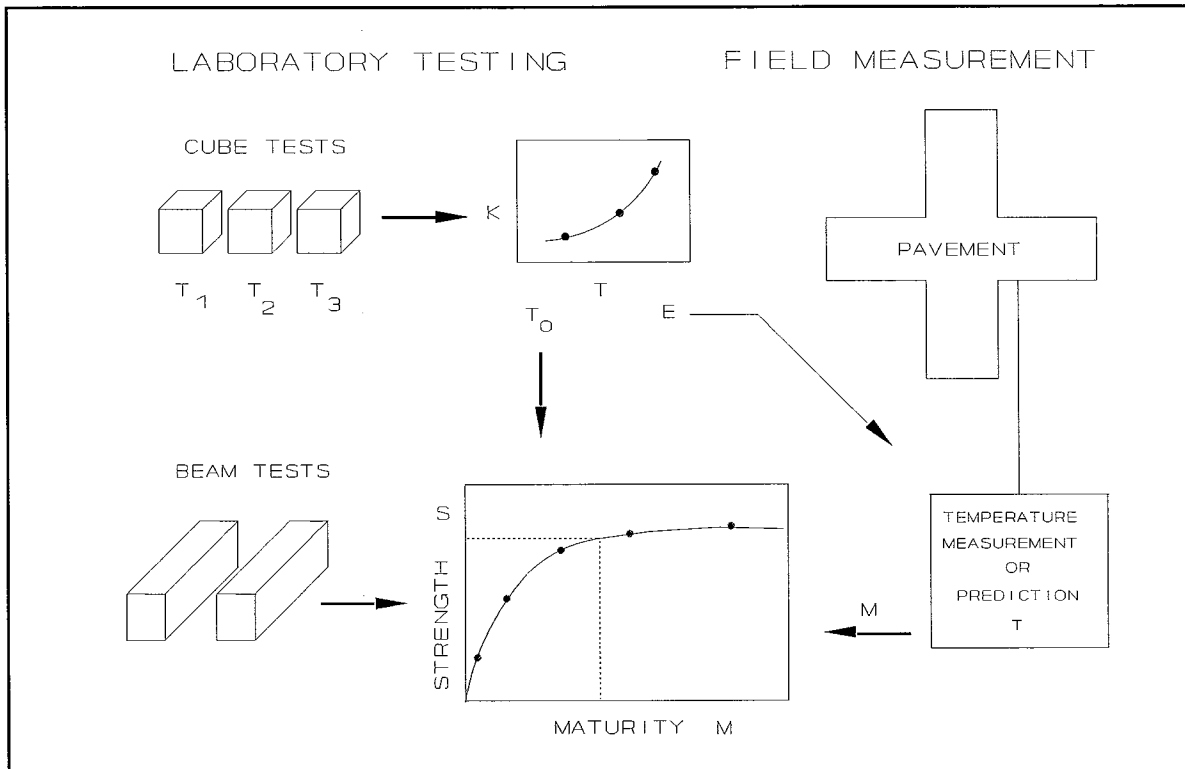 LABORATORY TESTING
FIELD MEASUREMENT
CUBE TESTS
T1 T2 T3
K
T
T0
E
PAVEMENT
BEAM TESTS
S
STRENGTH
MATURITY M
TEMPERATURE
MEASUREMENT
OR
PREDICTION
T
M